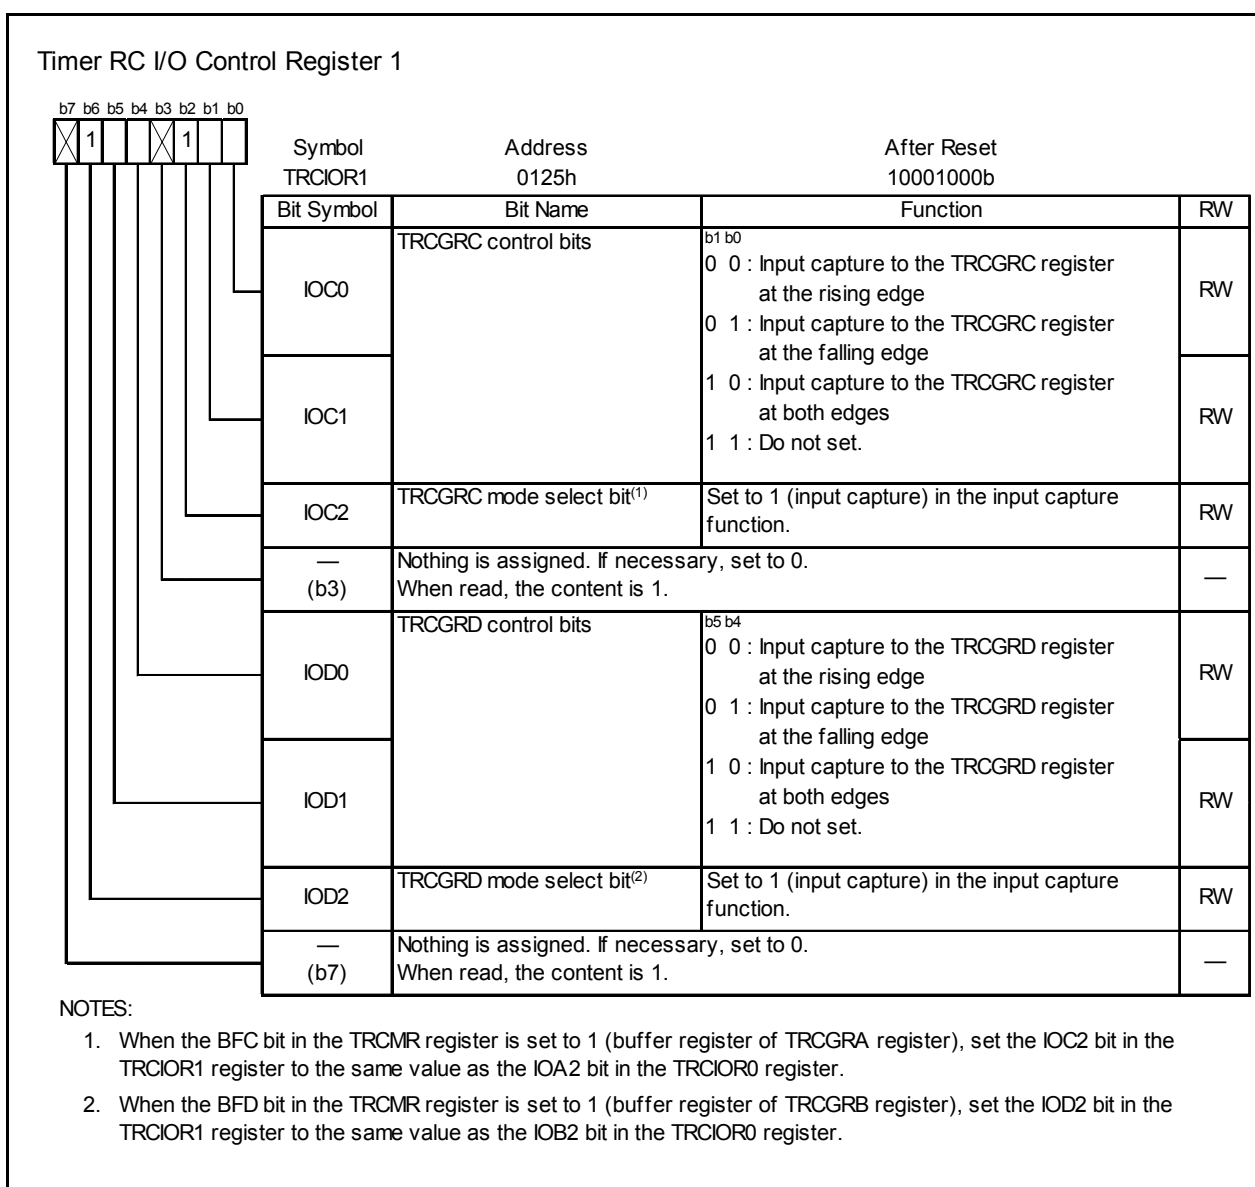 Timer RC I/O Control Register 1
b7 b6 b5 b4 b3 b2 b1 b0
1 1
Symbol Address After Reset
TRCIOR1 0125h 10001000b
Bit Symbol Bit Name Function RW
IOC0 TRCGRC control bits b1 b0 RW
0 0 : Input capture to the TRCGRC register
at the rising edge
0 1 : Input capture to the TRCGRC register
at the falling edge
IOC1 1 0 : Input capture to the TRCGRC register RW
at both edges
1 1 : Do not set.
IOC2 TRCGRC mode select bit(1) Set to 1 (input capture) in the input capture RW
function.
— Nothing is assigned. If necessary, set to 0. —
(b3) When read, the content is 1.
IOD0 TRCGRD control bits b5 b4 RW
0 0 : Input capture to the TRCGRD register
at the rising edge
0 1 : Input capture to the TRCGRD register
at the falling edge
IOD1 1 0 : Input capture to the TRCGRD register RW
at both edges
1 1 : Do not set.
IOD2 TRCGRD mode select bit(2) Set to 1 (input capture) in the input capture RW
function.
— Nothing is assigned. If necessary, set to 0. —
(b7) When read, the content is 1.
NOTES:
1. When the BFC bit in the TRCMR register is set to 1 (buffer register of TRCGRA register), set the IOC2 bit in the
TRCIOR1 register to the same value as the IOA2 bit in the TRCIOR0 register.
2. When the BFD bit in the TRCMR register is set to 1 (buffer register of TRCGRB register), set the IOD2 bit in the
TRCIOR1 register to the same value as the IOB2 bit in the TRCIOR0 register.